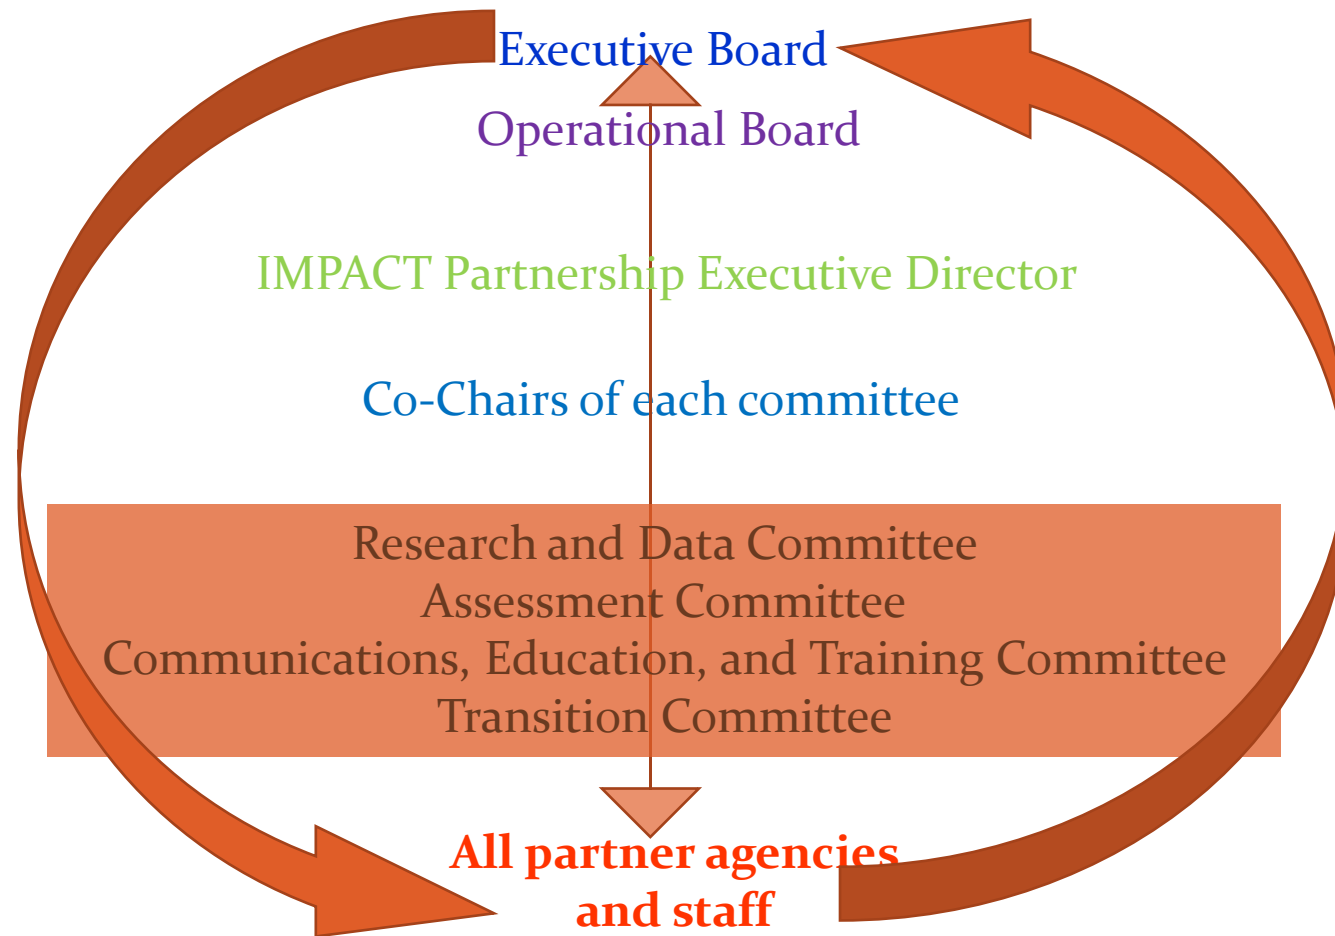 Executive Board
Operational Board
IMPACT Partnership Executive Director
Co-Chairs of each committee
Research and Data Committee
Assessment Committee
Communications, Education, and Training Committee
Transition Committee
All partner agencies
and staff